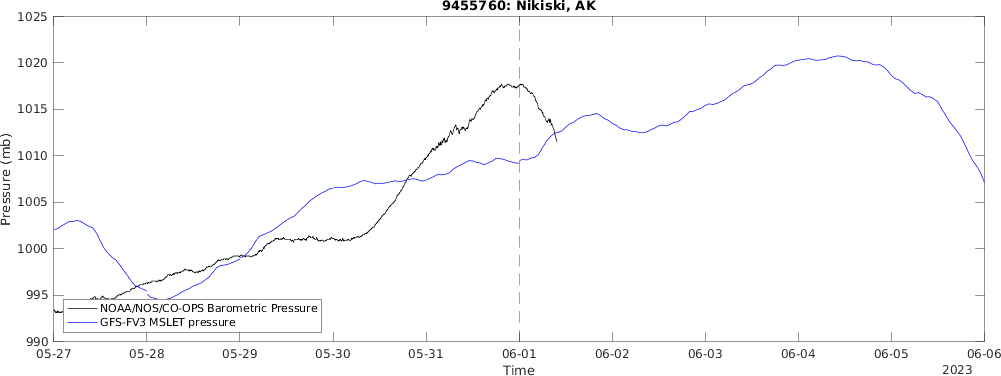 9455760: Nikiski, AK
1025
1020
1015
1010
1005
1000
995
990
Pressure (mb)
NOAA/NOS/CO-OPS Barometric Pressure
GFS-FV3 MSLET pressure
05-27 05-28 05-29 05-30 05-31 06-01 06-02 06-03 06-04 06-05 06-06
Time
2023